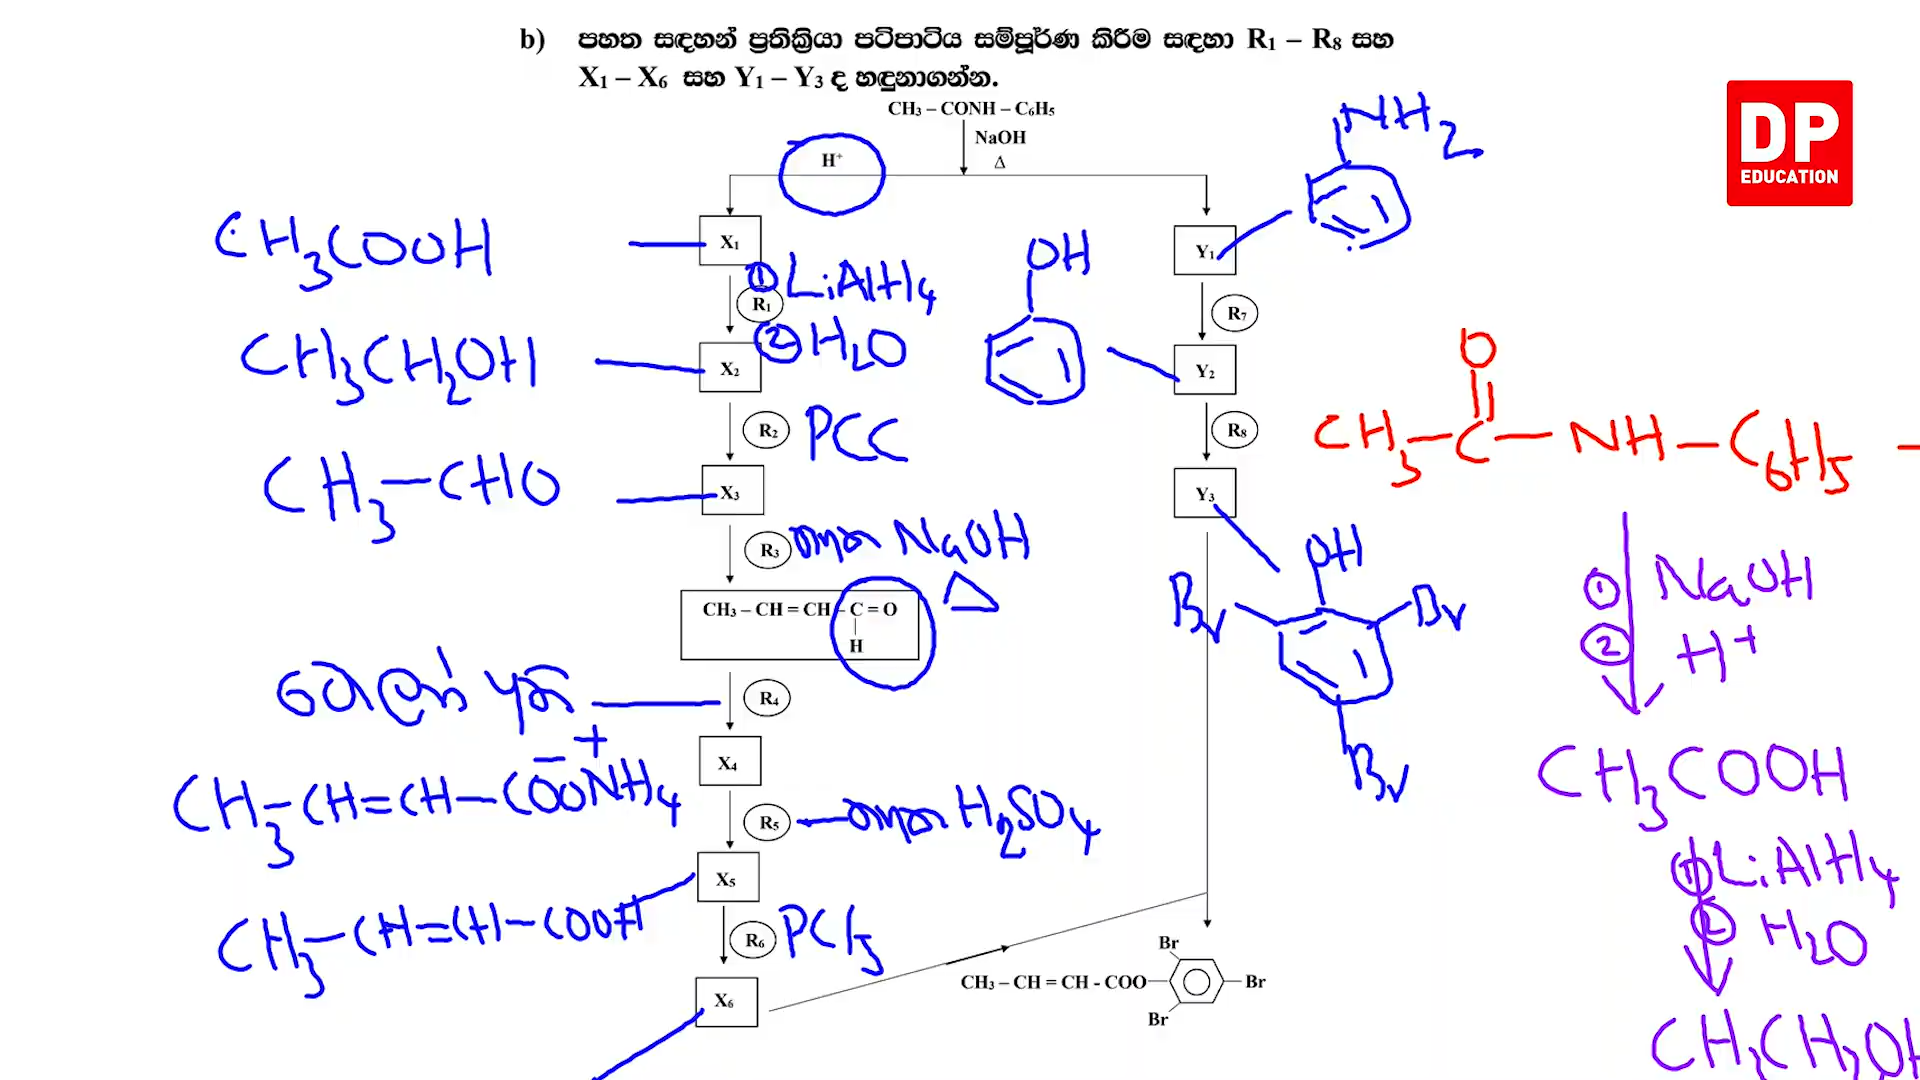 b) පහත සඳහන් ප්‍රතික්‍රියා පටිපාටිය සම්පූර්ණ කිරීම සඳහා R₁ – R₈ සහ
X₁ – X₆ සහ Y₁ – Y₃ ද හඳුනාගන්න.
DP
EDUCATION
CH₃ – CONH – C₆H₅
NaOH
Δ
H⁺
NH₂
CH₃COOH
X₁
Y₁
OH
① LiAlH₄
R₁
② H₂O
R₇
CH₃CH₂OH
X₂
Y₂
O
CH₃ – C – NH – C₆H₅ –
R₂
PCC
R₈
CH₃ – CHO
X₃
Y₃
R₃
තනුක NaOH
Δ
CH₃ – CH = CH – C = O
H
OH
Br
Br
Br
① NaOH
② H⁺
R₄
X₄
CH₃ – CH = CH – COO⁻NH₄⁺
CH₃COOH
R₅
තනුක H₂SO₄
① LiAlH₄
② H₂O
X₅
CH₃ – CH = CH – COOH
R₆
PCl₅
X₆
CH₃ – CH = CH - COO
Br
Br
Br
CH₃CH₂OH